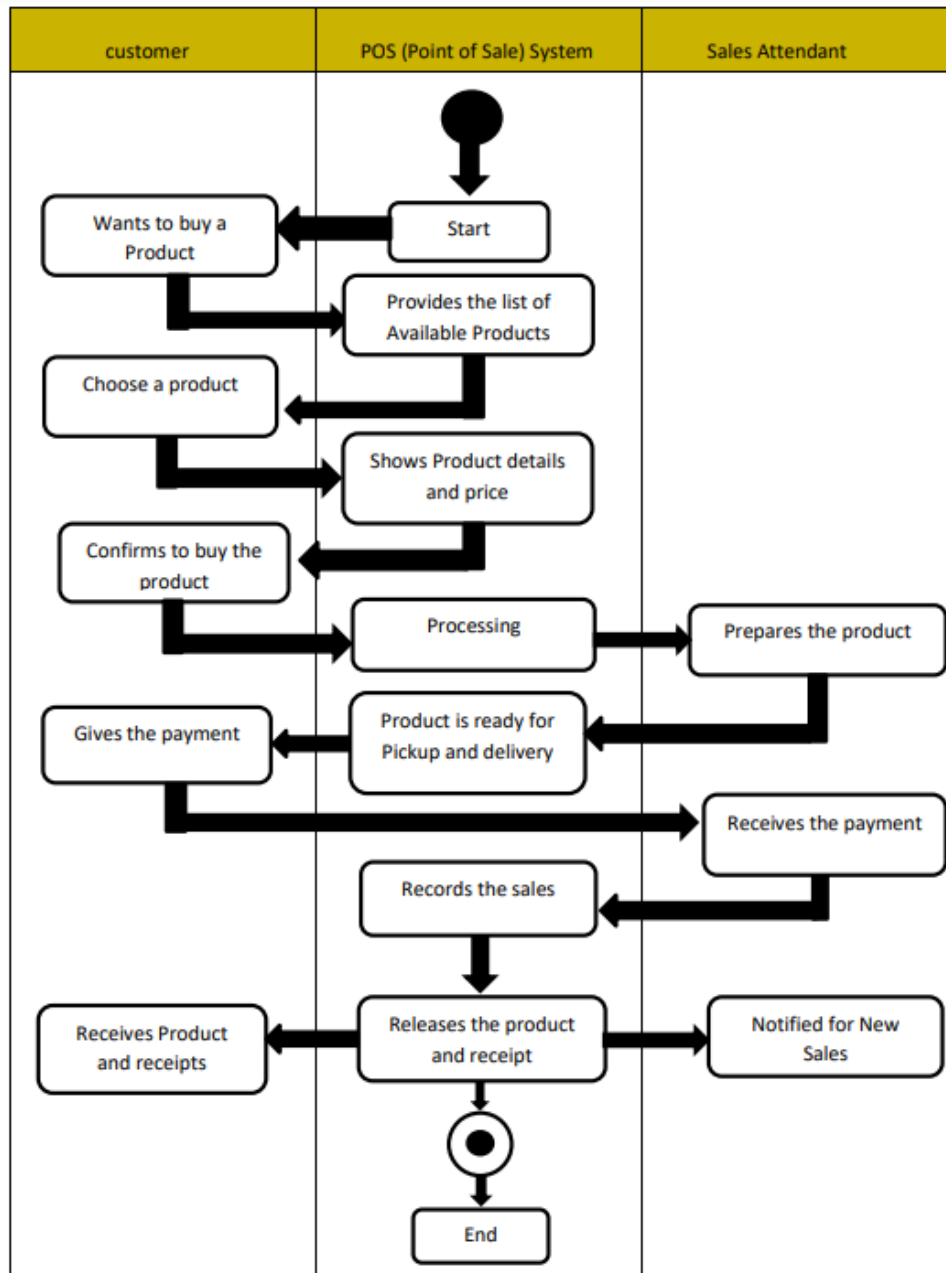 customer
POS (Point of Sale) System
Sales Attendant
Start
Wants to buy a
Product
Provides the list of
Available Products
Choose a product
Shows Product details
and price
Confirms to buy the
product
Processing
Prepares the product
Product is ready for
Pickup and delivery
Gives the payment
Receives the payment
Records the sales
Releases the product
and receipt
Receives Product
and receipts
Notified for New
Sales
End